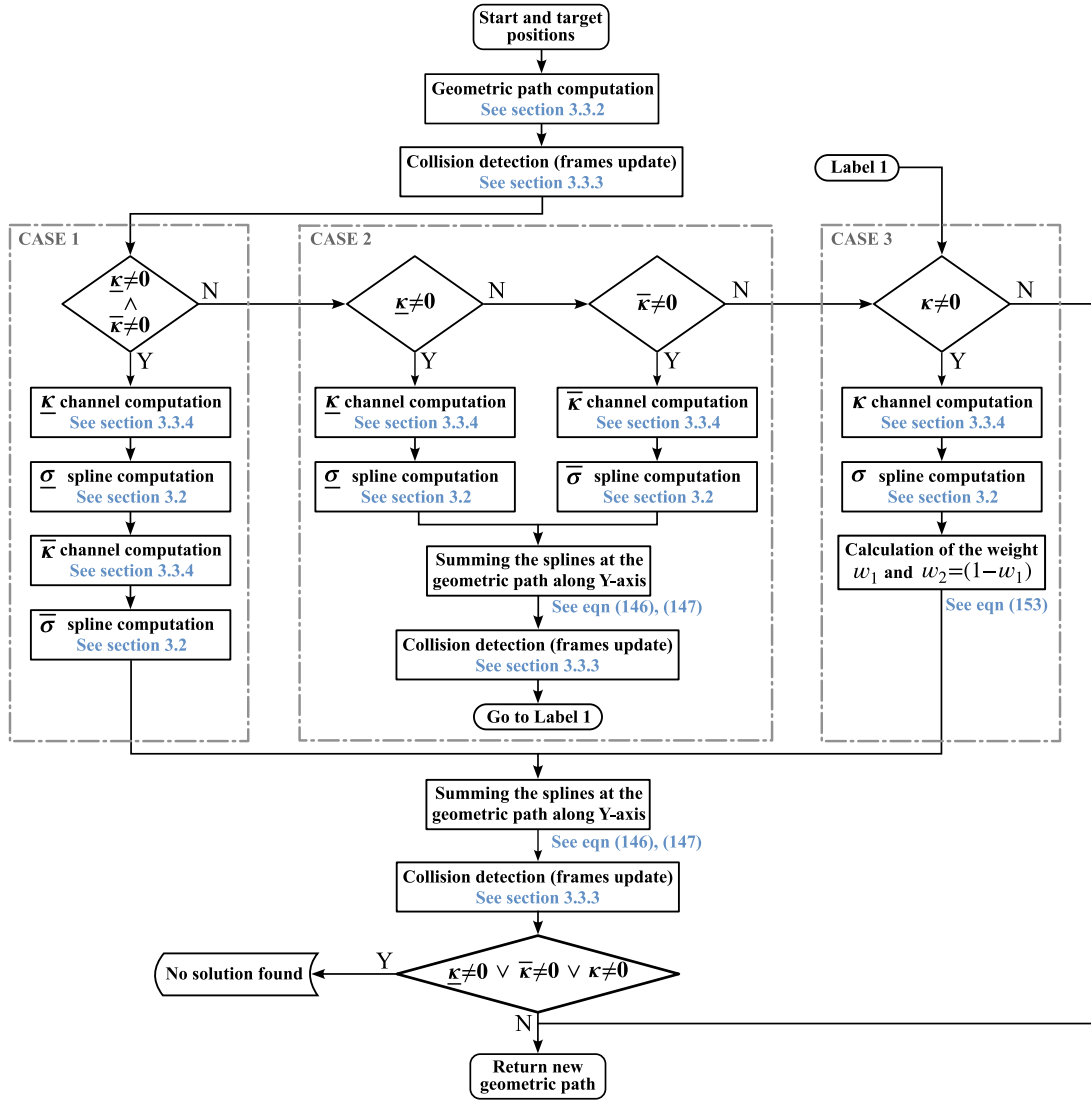 Start and target
positions
Geometric path computation
See section 3.3.2
Collision detection (frames update)
See section 3.3.3
Label 1
CASE 1
κ̲≠0
∧
κ̅≠0
N
Y
κ̲ channel computation
See section 3.3.4
σ̲ spline computation
See section 3.2
κ̅ channel computation
See section 3.3.4
σ̅ spline computation
See section 3.2
CASE 2
κ̲≠0
N
Y
κ̲ channel computation
See section 3.3.4
σ̲ spline computation
See section 3.2
κ̅≠0
N
Y
κ̅ channel computation
See section 3.3.4
σ̅ spline computation
See section 3.2
Summing the splines at the
geometric path along Y-axis
See eqn (146), (147)
Collision detection (frames update)
See section 3.3.3
Go to Label 1
CASE 3
κ≠0
N
Y
κ channel computation
See section 3.3.4
σ spline computation
See section 3.2
Calculation of the weight
w₁ and w₂=(1−w₁)
See eqn (153)
Summing the splines at the
geometric path along Y-axis
See eqn (146), (147)
Collision detection (frames update)
See section 3.3.3
κ̲≠0 ∨ κ̅≠0 ∨ κ≠0
Y
No solution found
N
Return new
geometric path